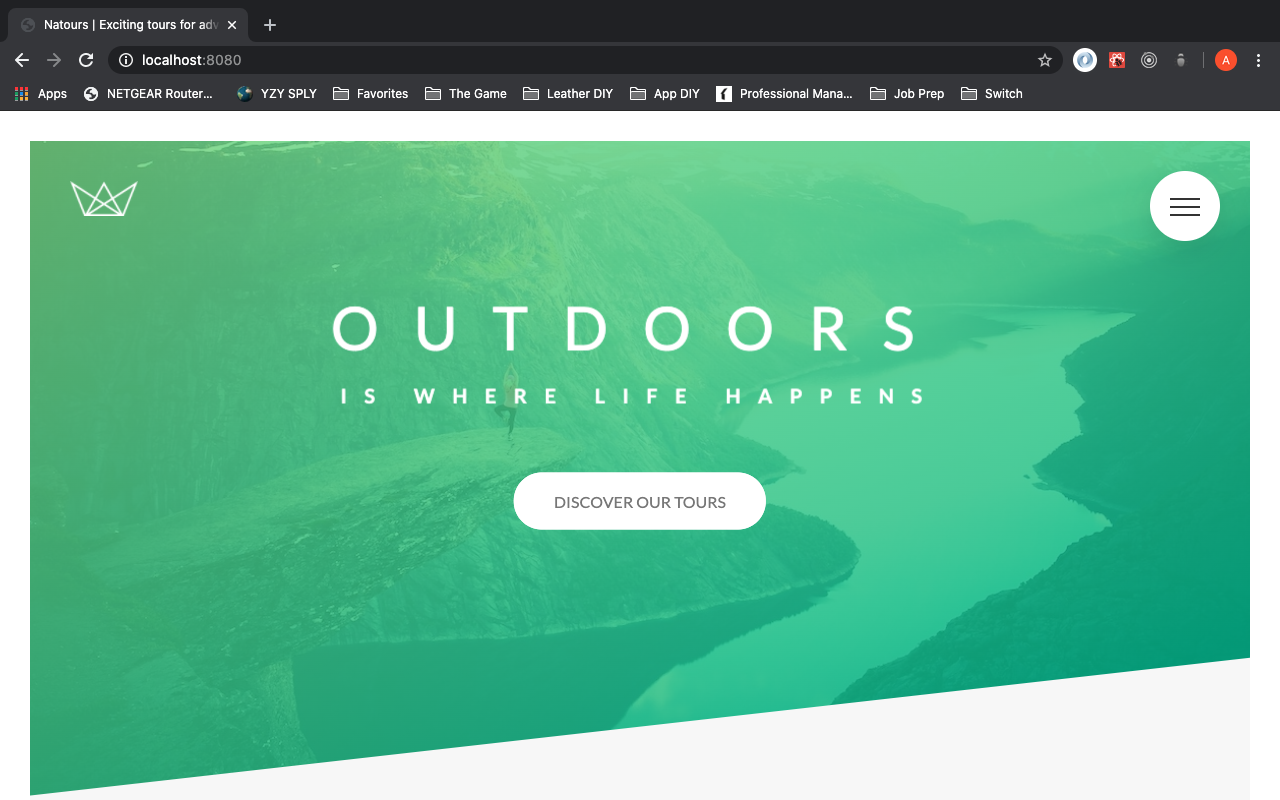 Natours | Exciting tours for adv
localhost:8080
A
Apps NETGEAR Router... YZY SPLY Favorites The Game Leather DIY App DIY Professional Mana... Job Prep Switch
OUTDOORS
IS WHERE LIFE HAPPENS
DISCOVER OUR TOURS